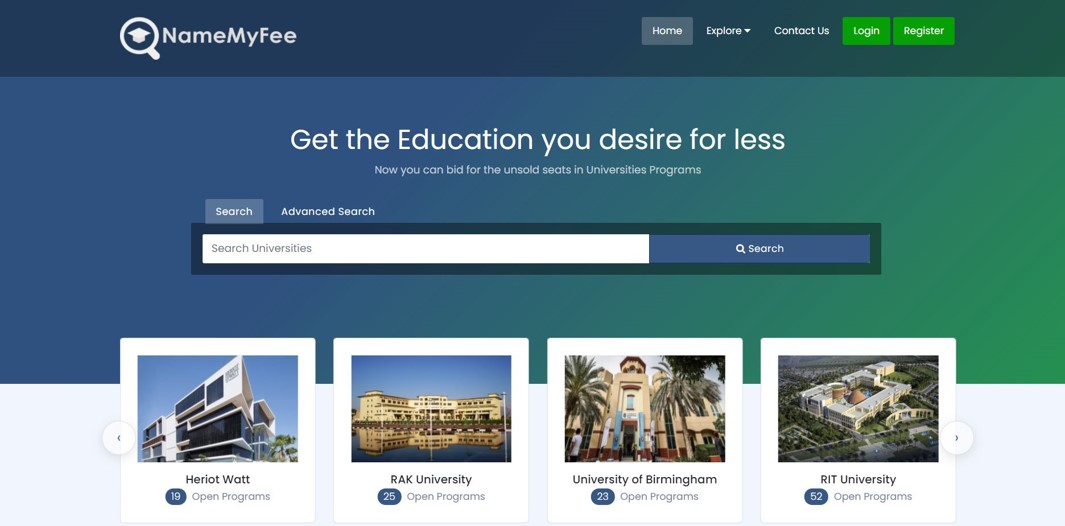 NameMyFee
Home Explore Contact Us Login Register
Get the Education you desire for less
Now you can bid for the unsold seats in Universities Programs
Search Advanced Search
Search Universities Search
Heriot Watt RAK University University of Birmingham RIT University
19 Open Programs 25 Open Programs 23 Open Programs 52 Open Programs